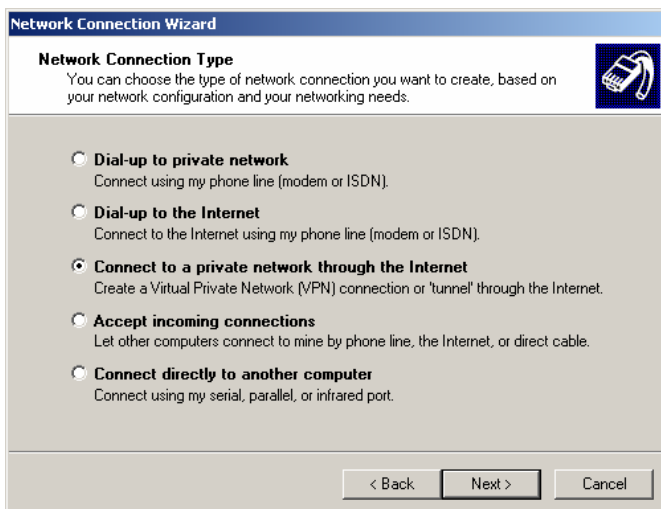 Network Connection Wizard
Network Connection Type
You can choose the type of network connection you want to create, based on
your network configuration and your networking needs.
Dial-up to private network
Connect using my phone line (modem or ISDN).
Dial-up to the Internet
Connect to the Internet using my phone line (modem or ISDN).
Connect to a private network through the Internet
Create a Virtual Private Network (VPN) connection or 'tunnel' through the Internet.
Accept incoming connections
Let other computers connect to mine by phone line, the Internet, or direct cable.
Connect directly to another computer
Connect using my serial, parallel, or infrared port.
< Back Next > Cancel